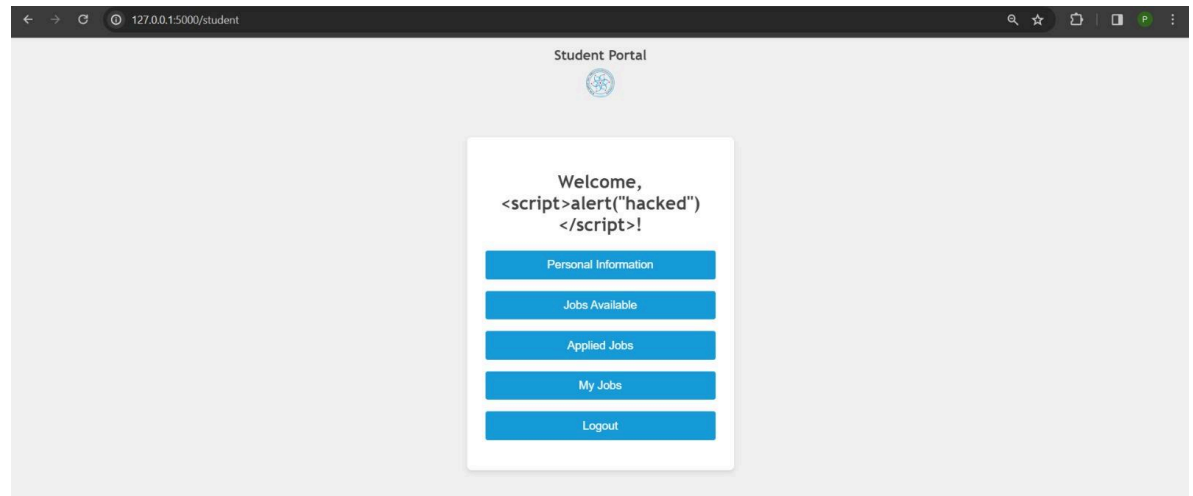 127.0.0.1:5000/student
P
Student Portal
Welcome,
<script>alert("hacked")
</script>!
Personal Information
Jobs Available
Applied Jobs
My Jobs
Logout